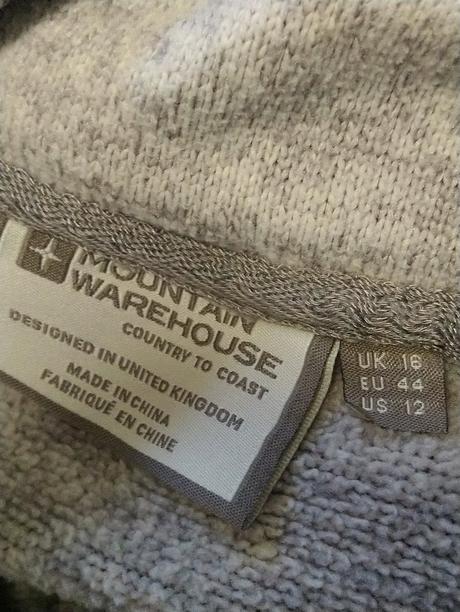 MOUNTAIN
WAREHOUSE
COUNTRY TO COAST
DESIGNED IN UNITED KINGDOM
MADE IN CHINA
FABRIQUÉ EN CHINE
UK 16
EU 44
US 12